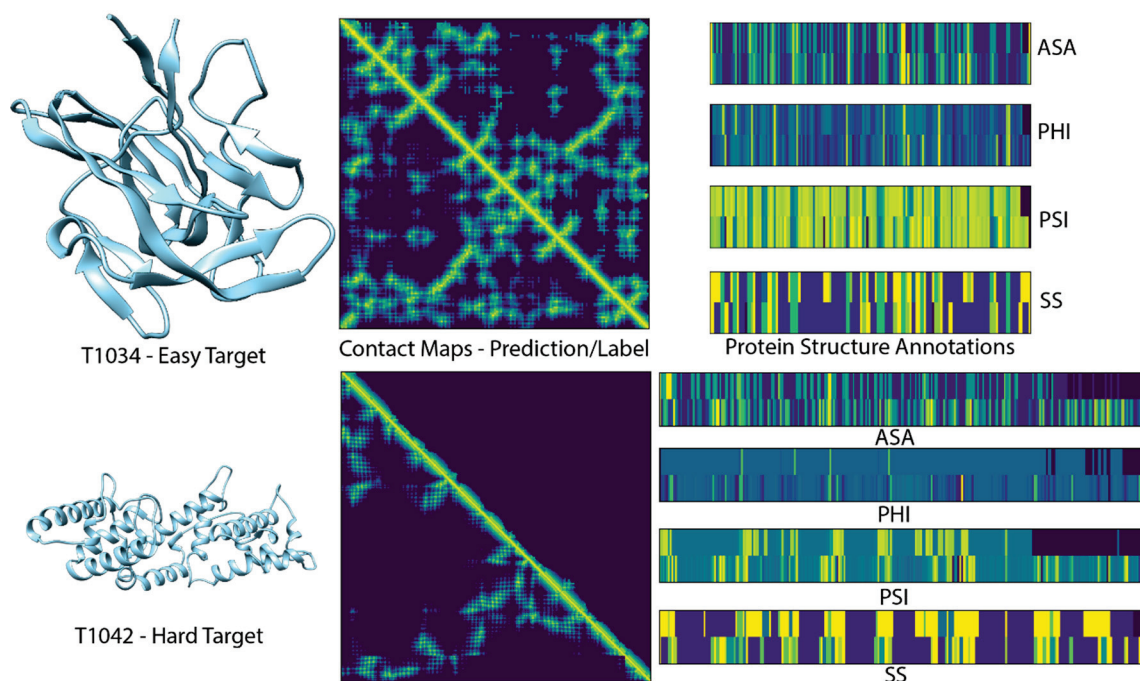 ASA
PHI
PSI
SS
T1034 - Easy Target
Contact Maps - Prediction/Label
Protein Structure Annotations
ASA
PHI
PSI
T1042 - Hard Target
SS